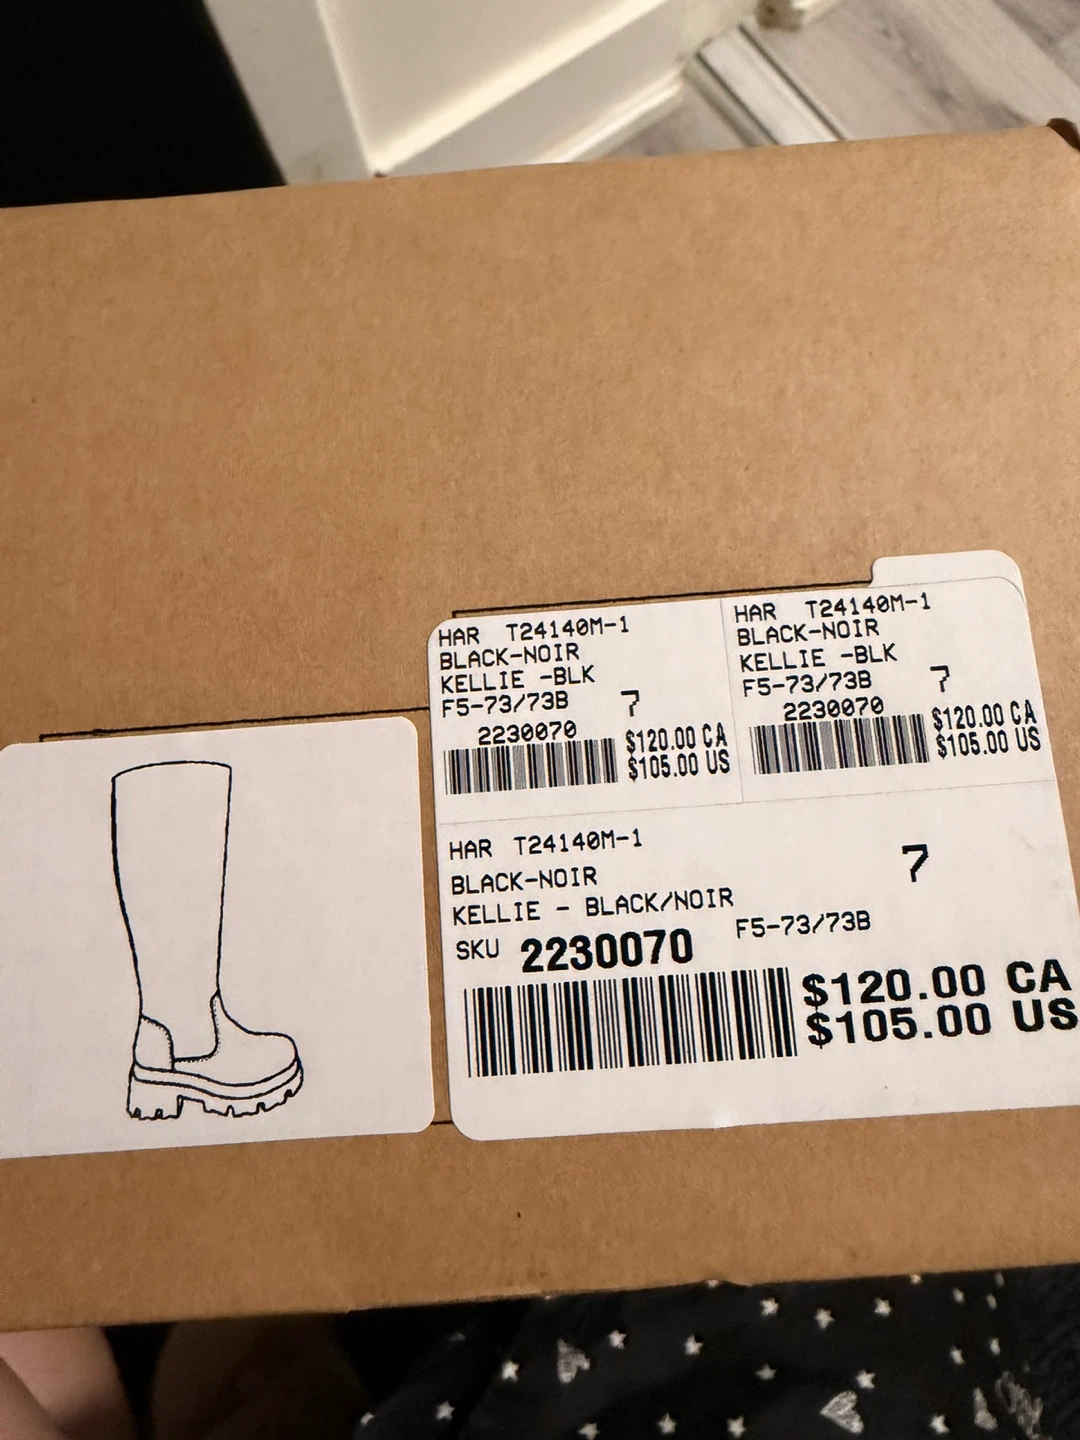 HAR T24140M-1
BLACK-NOIR
KELLIE -BLK
F5-73/73B 7
2230070
$120.00 CA
$105.00 US
HAR T24140M-1
BLACK-NOIR
KELLIE -BLK
F5-73/73B 7
2230070
$120.00 CA
$105.00 US
HAR T24140M-1
7
BLACK-NOIR
KELLIE - BLACK/NOIR
SKU 2230070 F5-73/73B
$120.00 CA
$105.00 US